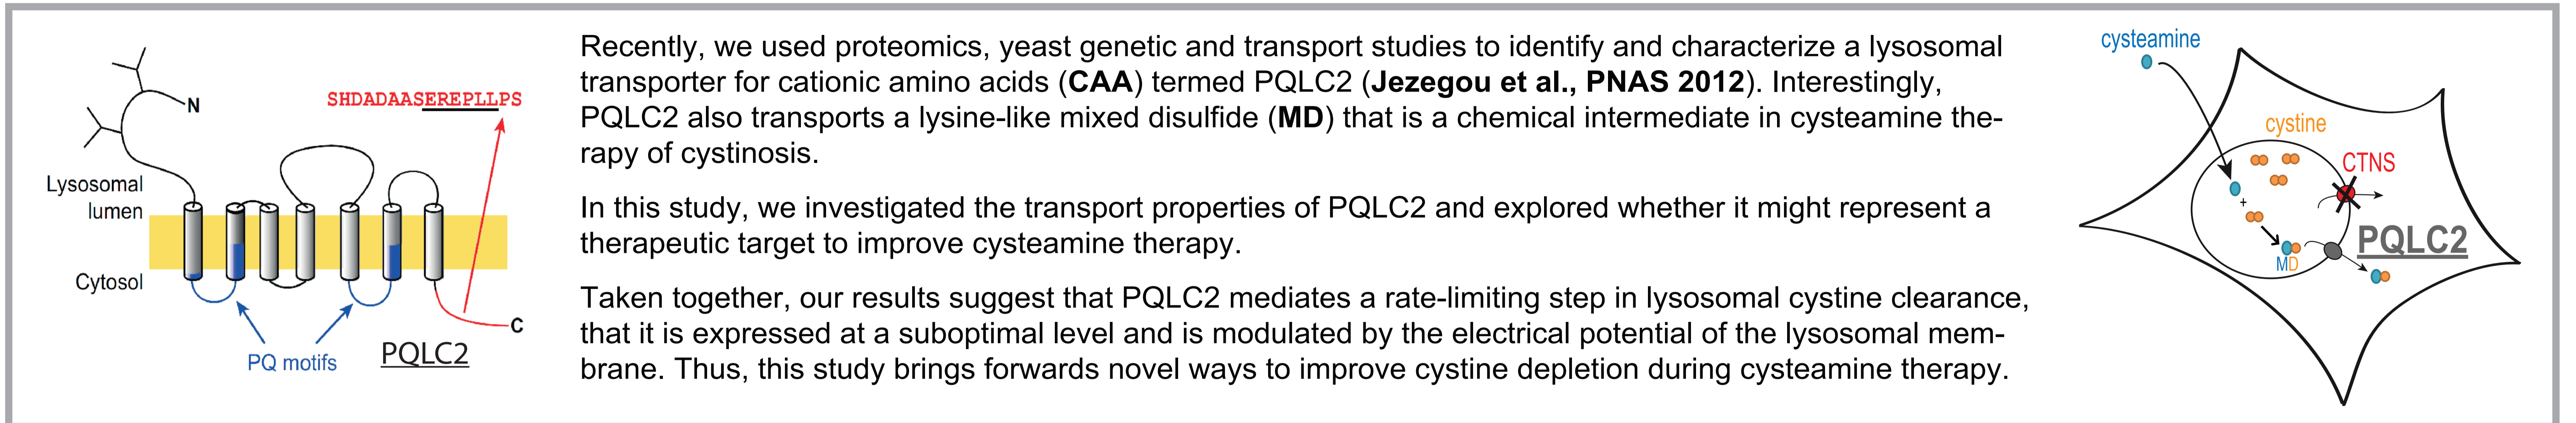 N
SHDADAASEREPLLPS
Lysosomal
lumen
Cytosol
C
PQ motifs
PQLC2
Recently, we used proteomics, yeast genetic and transport studies to identify and characterize a lysosomal
transporter for cationic amino acids (CAA) termed PQLC2 (Jezegou et al., PNAS 2012). Interestingly,
PQLC2 also transports a lysine-like mixed disulfide (MD) that is a chemical intermediate in cysteamine the-
rapy of cystinosis.
In this study, we investigated the transport properties of PQLC2 and explored whether it might represent a
therapeutic target to improve cysteamine therapy.
Taken together, our results suggest that PQLC2 mediates a rate-limiting step in lysosomal cystine clearance,
that it is expressed at a suboptimal level and is modulated by the electrical potential of the lysosomal mem-
brane. Thus, this study brings forwards novel ways to improve cystine depletion during cysteamine therapy.
cysteamine
cystine
CTNS
+
PQLC2
MD